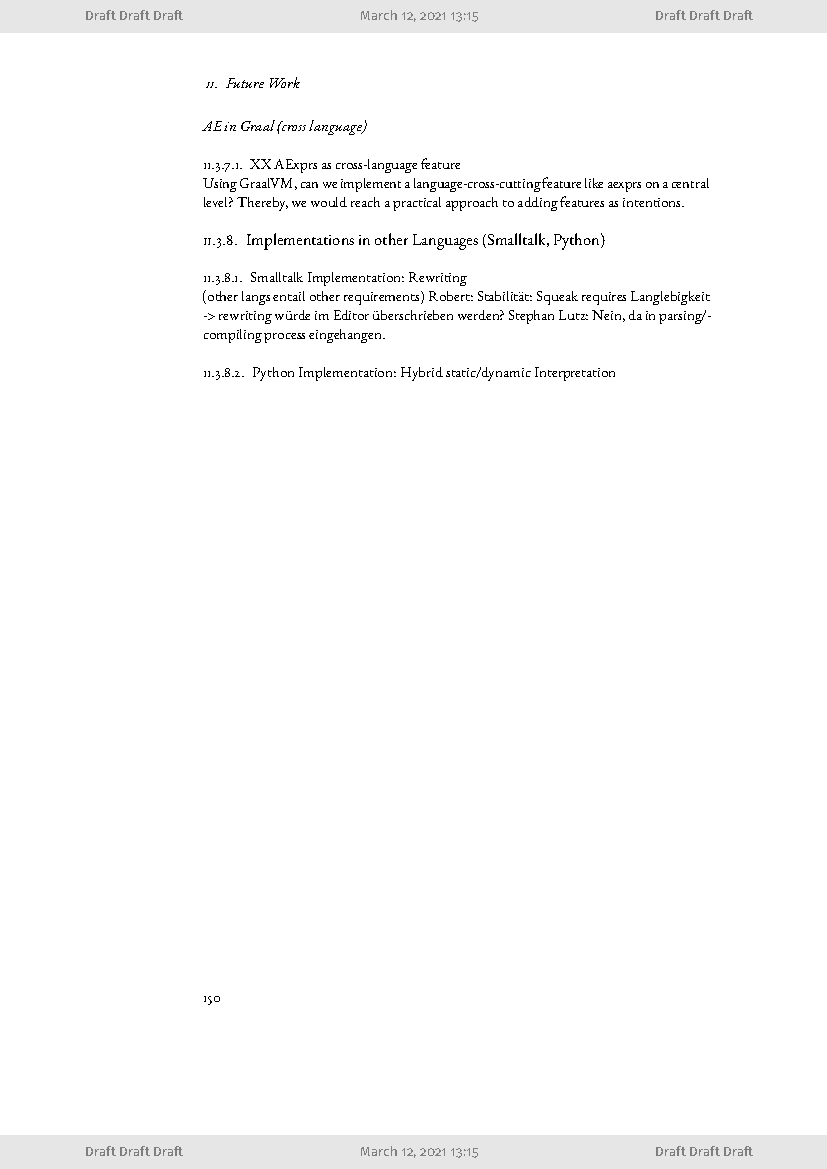 Draft Draft Draft March 12, 2021 13:15 Draft Draft Draft
11. Future Work
AE in Graal (cross language)
11.3.7.1. XX AExprs as cross-language feature
Using GraalVM, can we implement a language-cross-cutting feature like aexprs on a central
level? Thereby, we would reach a practical approach to adding features as intentions.
11.3.8. Implementations in other Languages (Smalltalk, Python)
11.3.8.1. Smalltalk Implementation: Rewriting
(other langs entail other requirements) Robert: Stabilität: Squeak requires Langlebigkeit
-> rewriting würde im Editor überschrieben werden? Stephan Lutz: Nein, da in parsing/-
compiling process eingehangen.
11.3.8.2. Python Implementation: Hybrid static/dynamic Interpretation
150
Draft Draft Draft March 12, 2021 13:15 Draft Draft Draft